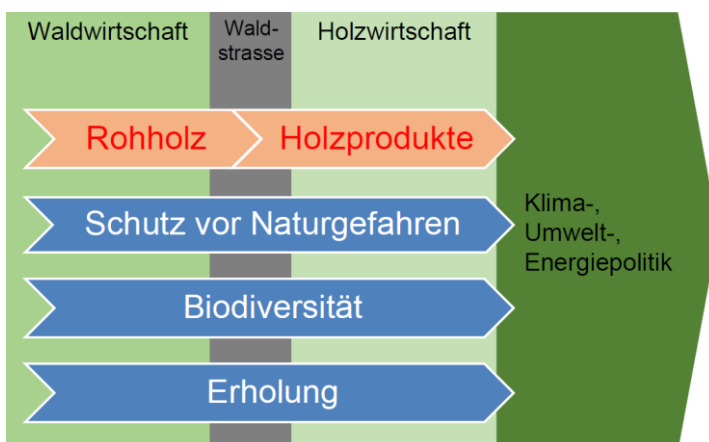 Waldwirtschaft
Wald-
strasse
Holzwirtschaft
Rohholz
Holzprodukte
Schutz vor Naturgefahren
Biodiversität
Erholung
Klima-,
Umwelt-,
Energiepolitik